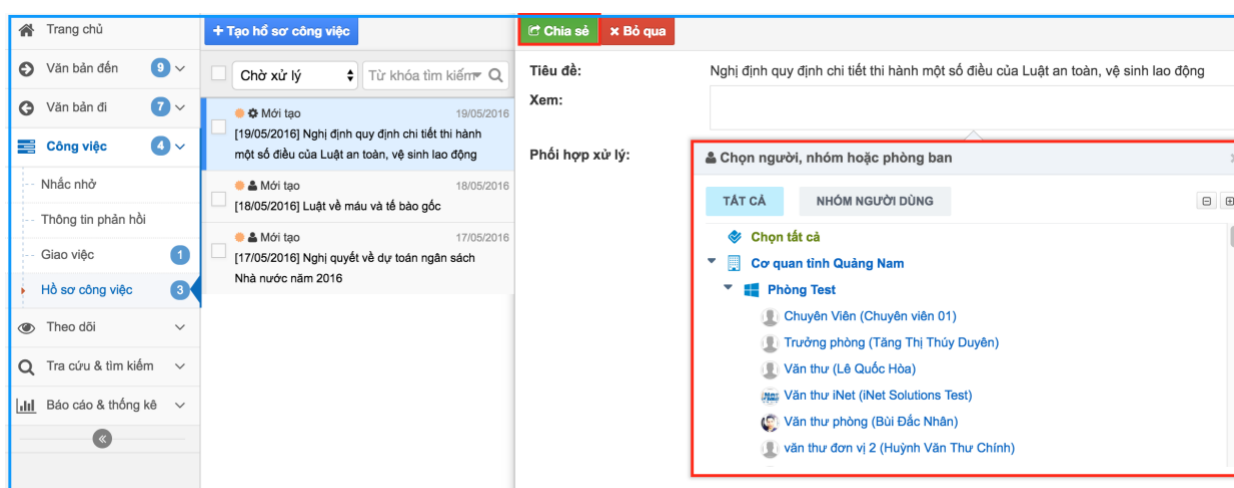 Trang chủ
Văn bản đến 9
Văn bản đi 7
Công việc 4
Nhắc nhở
Thông tin phản hồi
Giao việc 1
Hồ sơ công việc 3
Theo dõi
Tra cứu & tìm kiếm
Báo cáo & thống kê
+ Tạo hồ sơ công việc
Chờ xử lý
Từ khóa tìm kiếm
Mới tạo 19/05/2016
[19/05/2016] Nghị định quy định chi tiết thi hành
một số điều của Luật an toàn, vệ sinh lao động
Mới tạo 18/05/2016
[18/05/2016] Luật về máu và tế bào gốc
Mới tạo 17/05/2016
[17/05/2016] Nghị quyết về dự toán ngân sách
Nhà nước năm 2016
Chia sẻ
× Bỏ qua
Tiêu đề: Nghị định quy định chi tiết thi hành một số điều của Luật an toàn, vệ sinh lao động
Xem:
Phối hợp xử lý:
Chọn người, nhóm hoặc phòng ban
TẤT CẢ NHÓM NGƯỜI DÙNG
Chọn tất cả
Cơ quan tỉnh Quảng Nam
Phòng Test
Chuyên Viên (Chuyên viên 01)
Trưởng phòng (Tăng Thị Thúy Duyên)
Văn thư (Lê Quốc Hòa)
Văn thư iNet (iNet Solutions Test)
Văn thư phòng (Bùi Đắc Nhân)
văn thư đơn vị 2 (Huỳnh Văn Thư Chính)